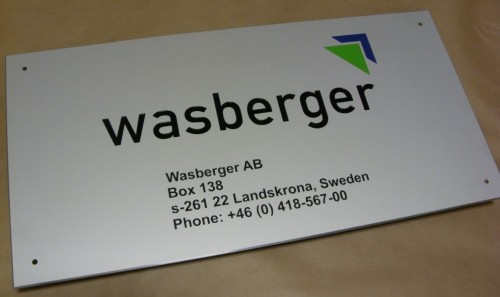 wasberger
Wasberger AB
Box 138
s-261 22 Landskrona, Sweden
Phone: +46 (0) 418-567-00